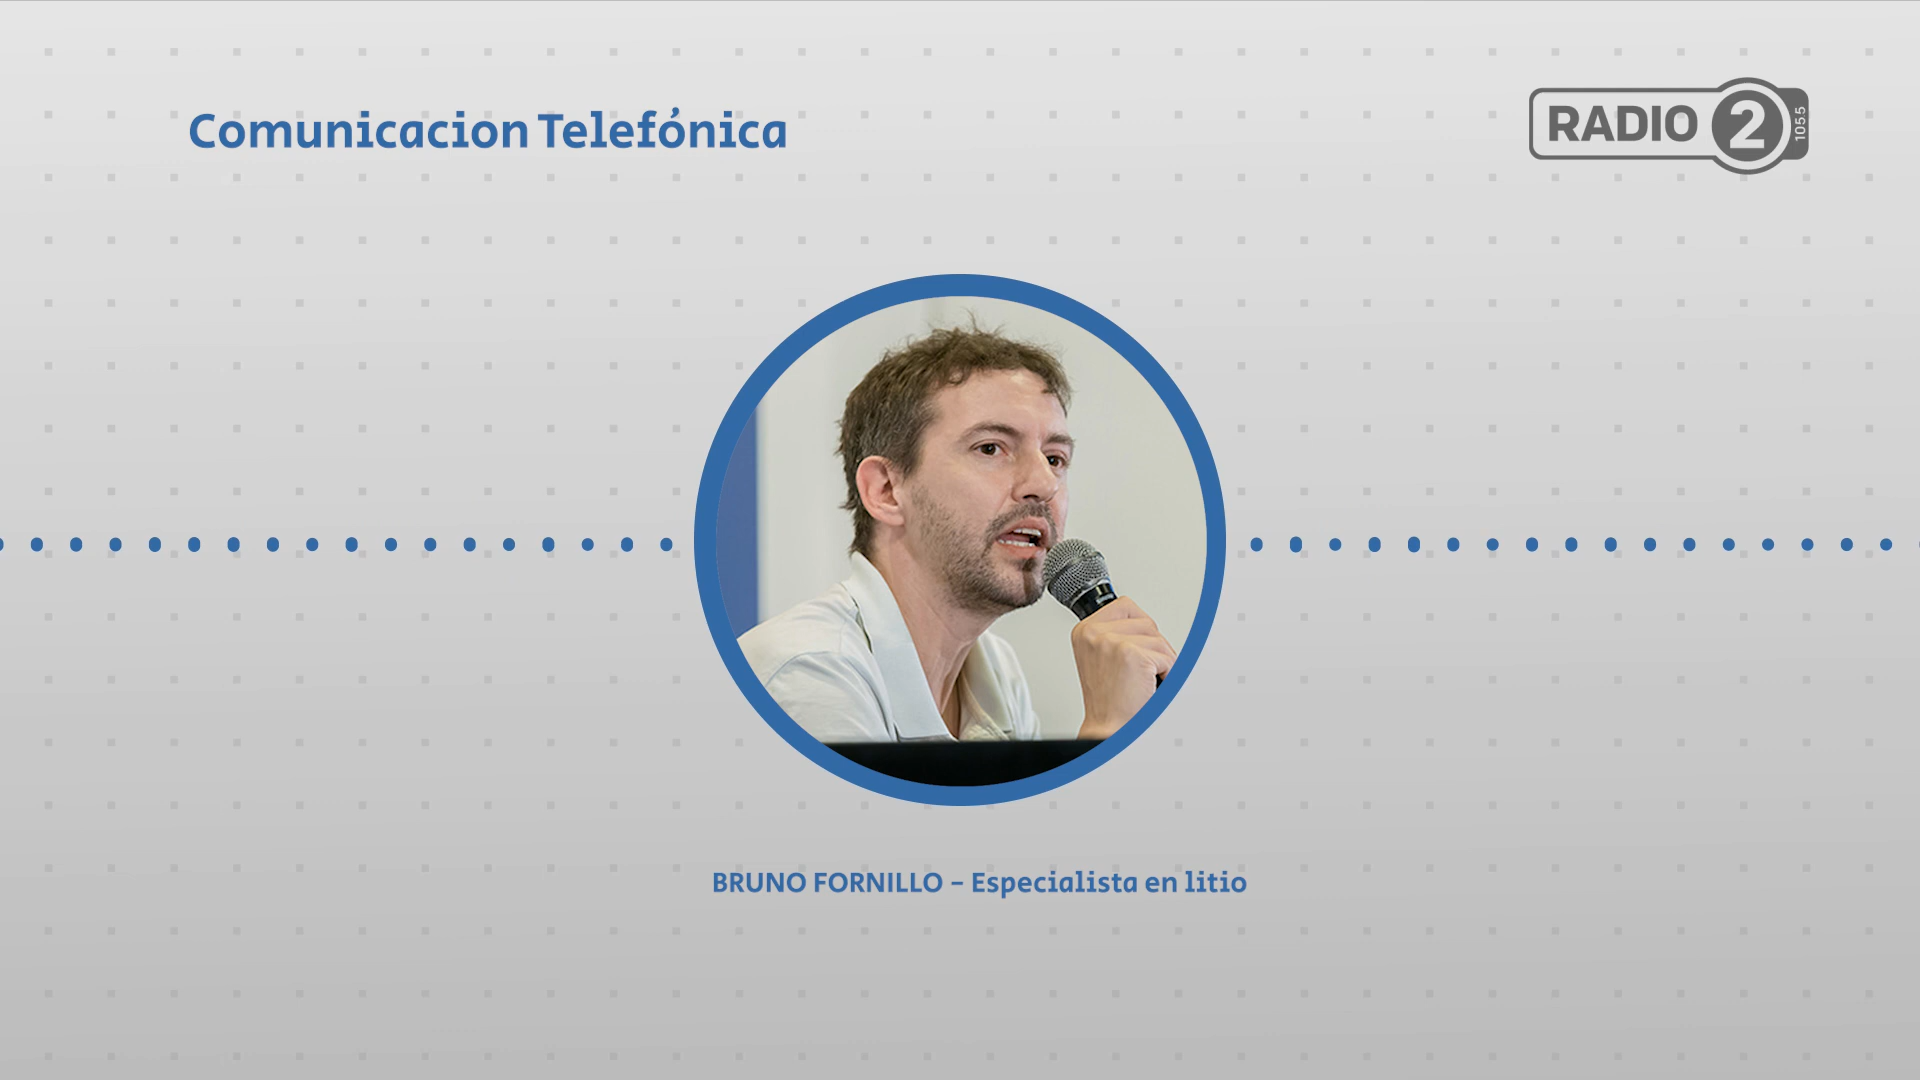 Comunicacion Telefónica
RADIO 2 105.5
BRUNO FORNILLO – Especialista en litio